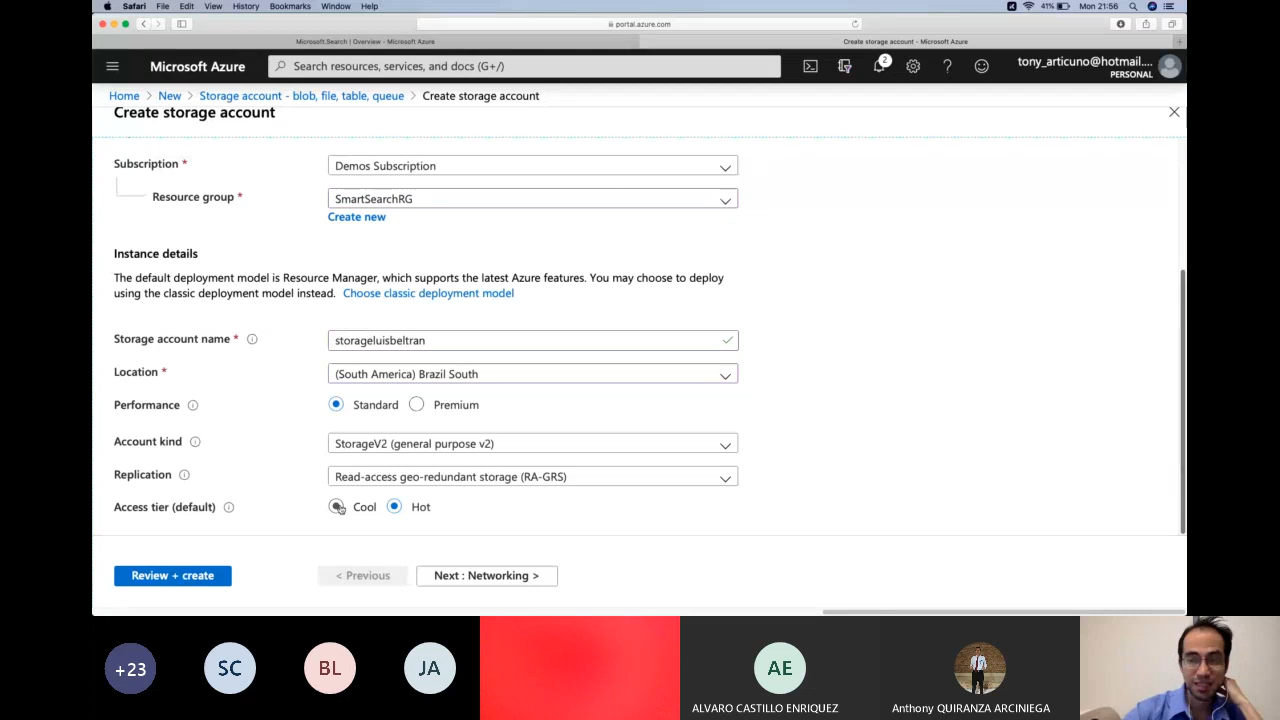 Safari File Edit View History Bookmarks Window Help 41% Mon 21:56
portal.azure.com
Microsoft.Search | Overview - Microsoft Azure Create storage account - Microsoft Azure
Microsoft Azure Search resources, services, and docs (G+/) 2 tony_articuno@hotmail....
PERSONAL
Home > New > Storage account - blob, file, table, queue > Create storage account
Create storage account
Subscription * Demos Subscription
Resource group * SmartSearchRG
Create new
Instance details
The default deployment model is Resource Manager, which supports the latest Azure features. You may choose to deploy
using the classic deployment model instead. Choose classic deployment model
Storage account name * storageluisbeltran
Location * (South America) Brazil South
Performance Standard Premium
Account kind StorageV2 (general purpose v2)
Replication Read-access geo-redundant storage (RA-GRS)
Access tier (default) Cool Hot
Review + create < Previous Next : Networking >
+23 SC BL JA AE
ALVARO CASTILLO ENRIQUEZ Anthony QUIRANZA ARCINIEGA